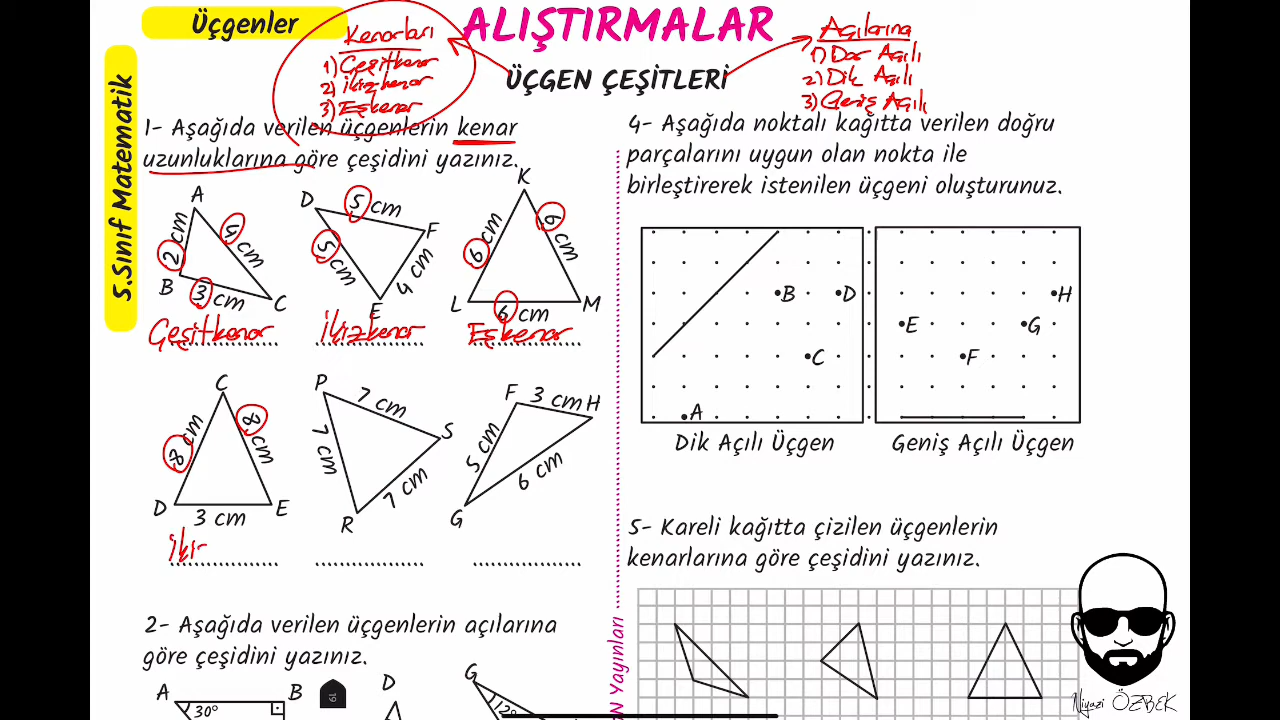 Üçgenler
ALIŞTIRMALAR
Kenarları
1) Çeşitkenar
2) İkizkenar
3) Eşkenar
ÜÇGEN ÇEŞİTLERİ
Açılarına
1) Dar Açılı
2) Dik Açılı
3) Geniş Açılı
5.Sınıf Matematik
1- Aşağıda verilen üçgenlerin kenar
uzunluklarına göre çeşidini yazınız.
A
2 cm
4 cm
B
3 cm
C
Çeşitkenar
D
5 cm
F
5 cm
4 cm
E
İkizkenar
K
6 cm
6 cm
L
6 cm
M
Eşkenar
C
8 cm
8 cm
D
3 cm
E
İki
P
7 cm
S
7 cm
7 cm
R
F
3 cm
H
5 cm
6 cm
G
2- Aşağıda verilen üçgenlerin açılarına
göre çeşidini yazınız.
A
30°
B
19
D
G
12°
4- Aşağıda noktalı kağıtta verilen doğru
parçalarını uygun olan nokta ile
birleştirerek istenilen üçgeni oluşturunuz.
B
D
C
A
Dik Açılı Üçgen
H
E
G
F
Geniş Açılı Üçgen
5- Kareli kağıtta çizilen üçgenlerin
kenarlarına göre çeşidini yazınız.
N Yayınları
Niyazi ÖZBEK